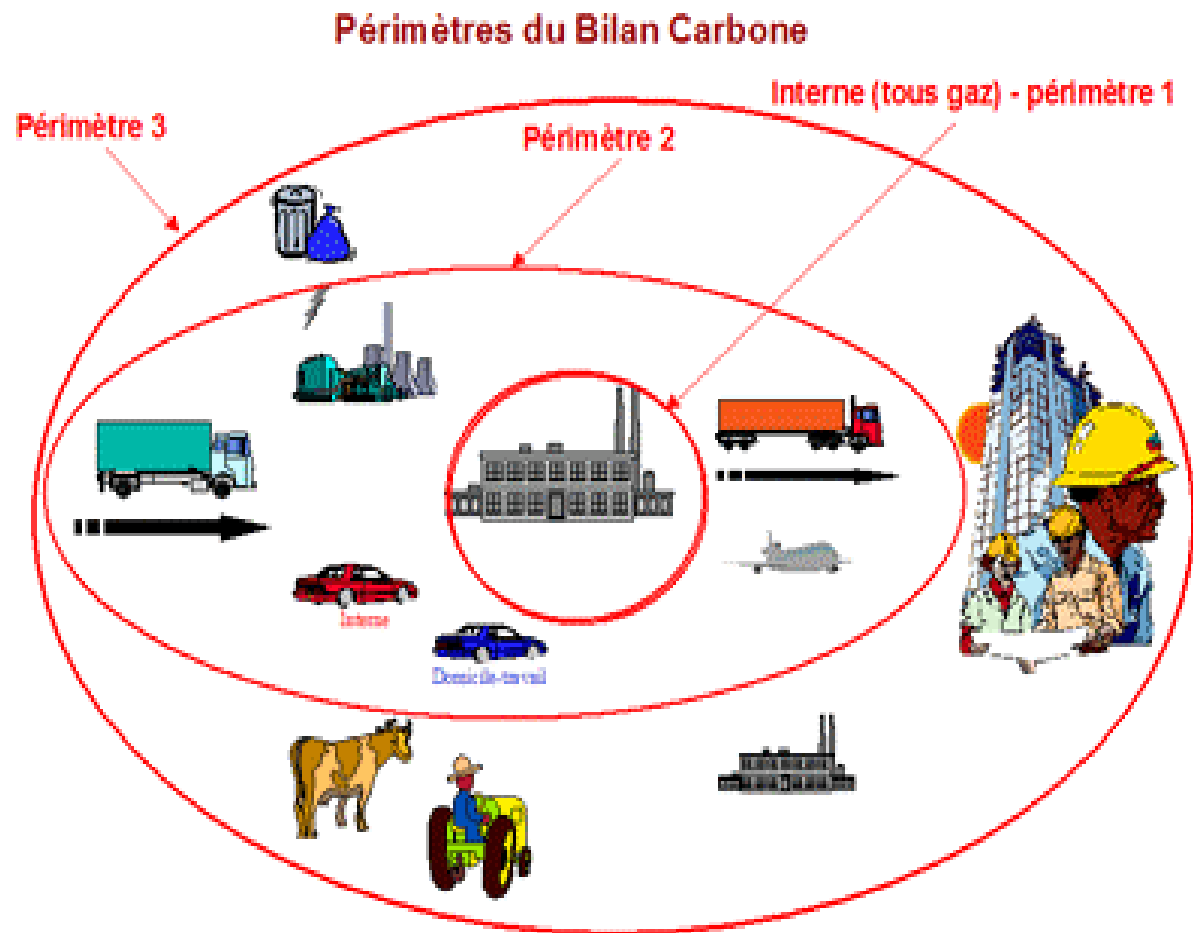 Périmètres du Bilan Carbone
Interne (tous gaz) - périmètre 1
Périmètre 3
Périmètre 2
Interne
Domicile-travail